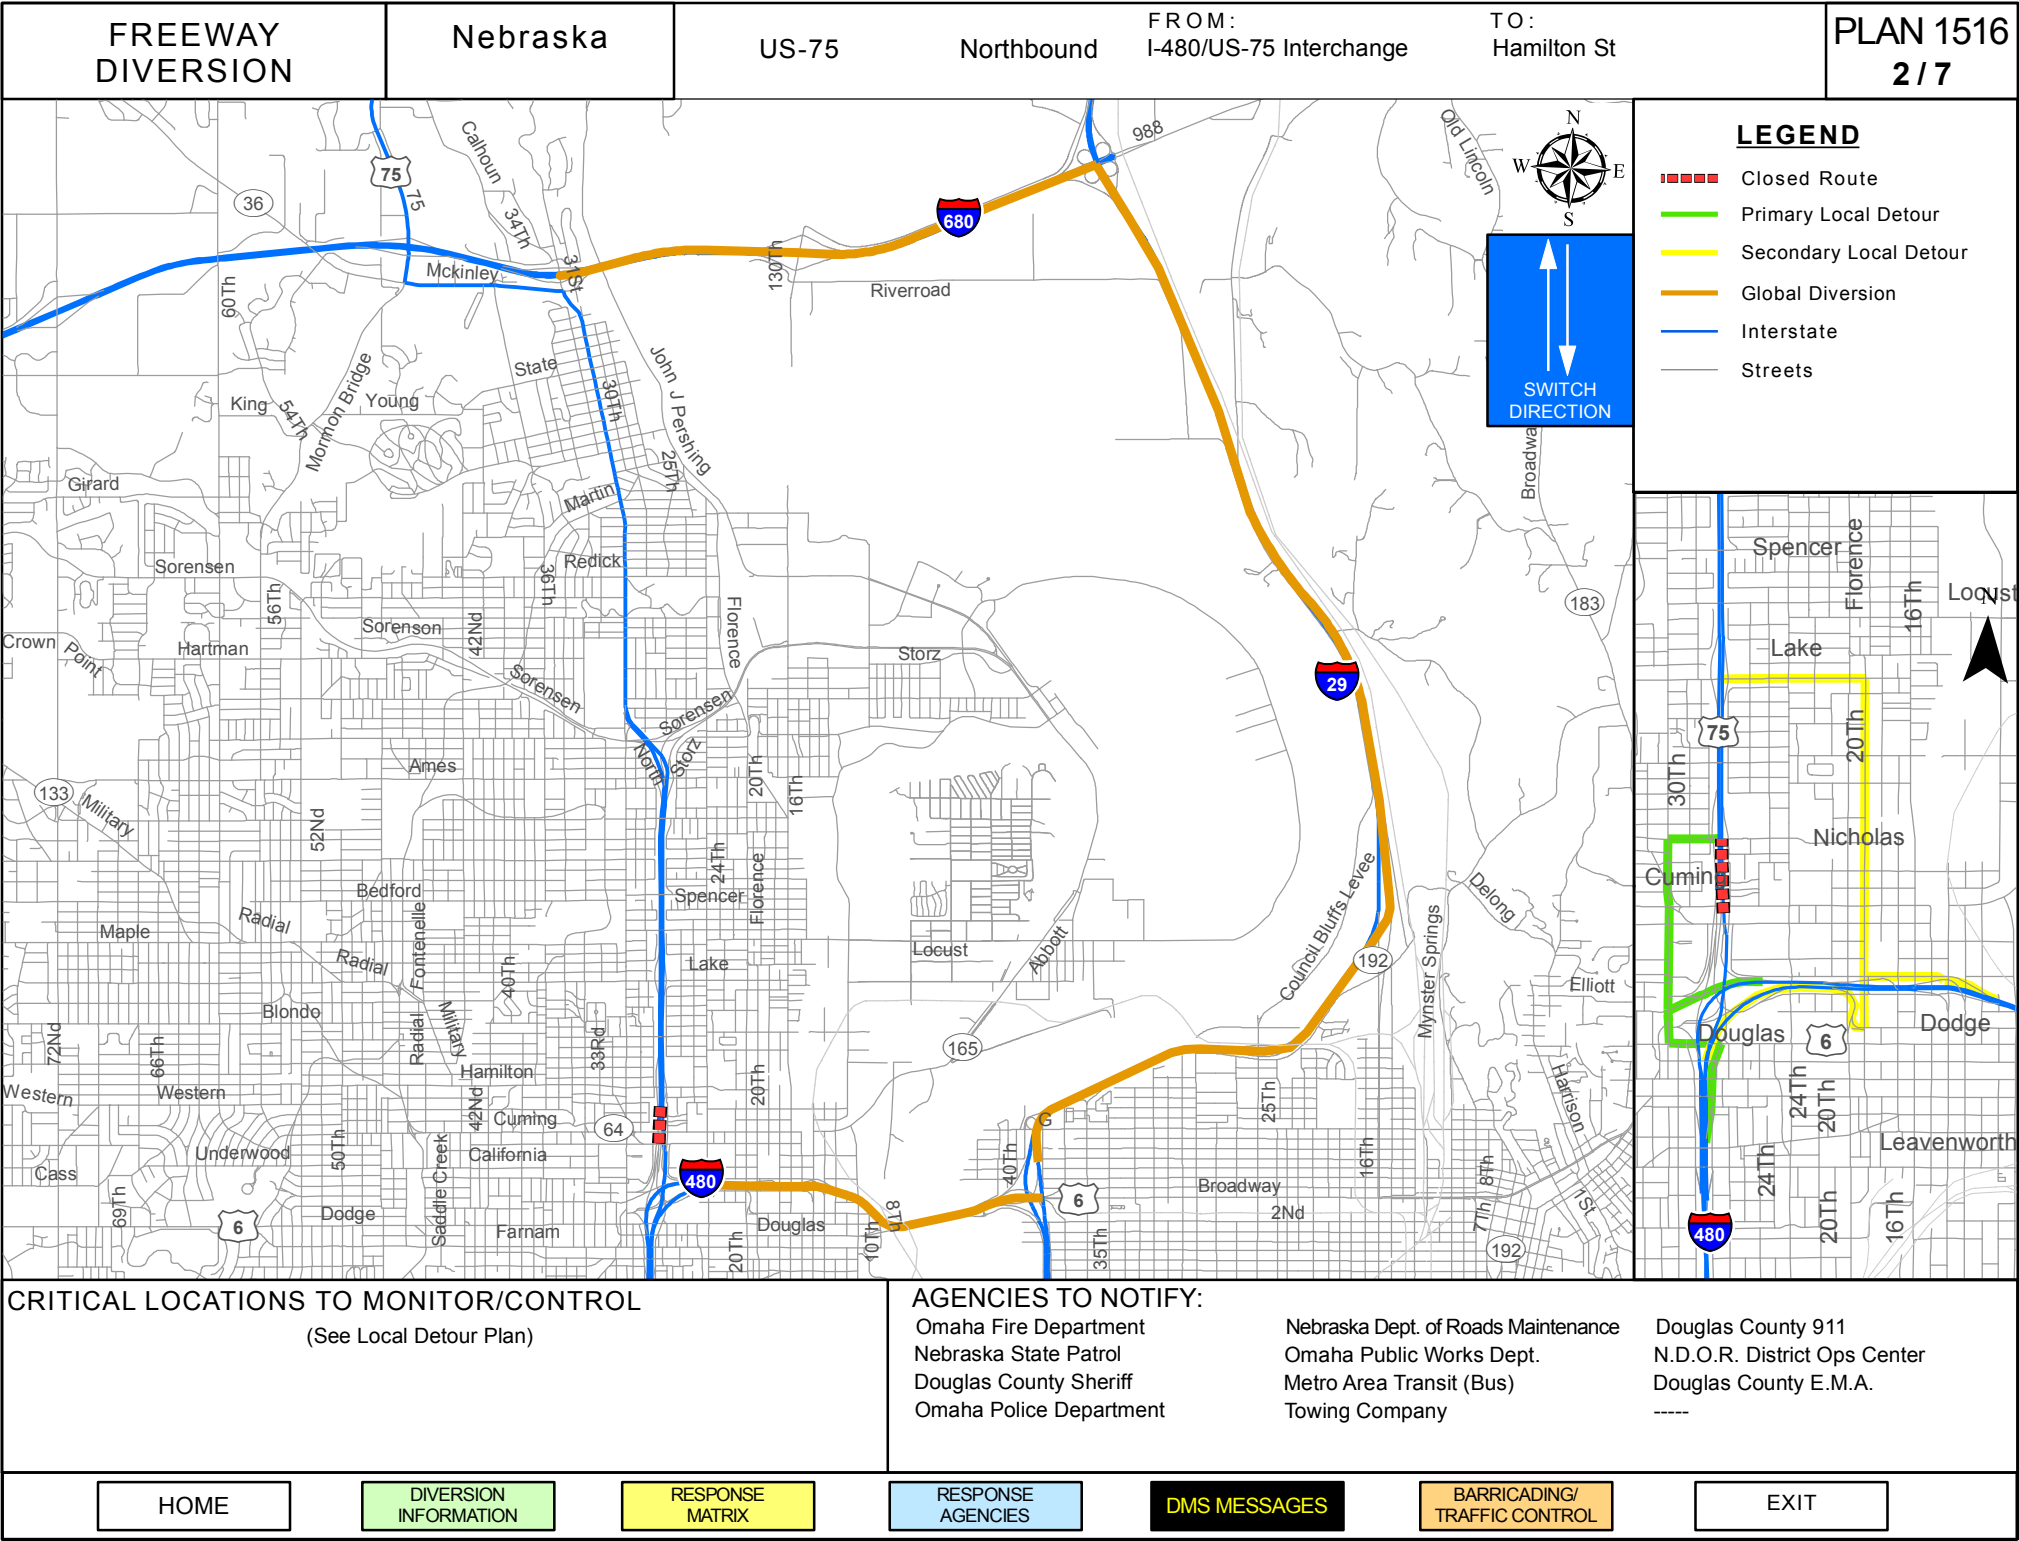 FREEWAY
DIVERSION
Nebraska
US-75
Northbound
FROM:
I-480/US-75 Interchange
TO:
Hamilton St
PLAN 1516
2 / 7
Calhoun
988
Old Lincoln
N
W
E
S
75
75
36
34Th
680
31St
130Th
Mckinley
Riverroad
60Th
SWITCH
DIRECTION
State
John J Pershing
Mormon Bridge
King
54Th
Young
30Th
25Th
Broadwa
Girard
Martin
Sorensen
Redick
36Th
56Th
Florence
183
Sorenson
42Nd
Crown
Point
Hartman
Storz
Sorensen
29
Sorensen
North
Storz
Ames
20Th
16Th
133
Military
52Nd
24Th
Florence
Bedford
Spencer
Council Bluffs Levee
Delong
Mynster Springs
Radial
Maple
Fontenelle
Radial
40Th
Lake
Locust
Abbott
192
Elliott
Blondo
Military
Radial
33Rd
72Nd
66Th
165
Hamilton
Western
Western
42Nd
20Th
25Th
Harrison
Cuming
64
G
50Th
Underwood
California
Saddle Creek
Cass
40Th
16Th
8Th
480
69Th
6
Dodge
Farnam
Douglas
20Th
10Th
8Th
6
35Th
Broadway
2Nd
7Th
1St
192
LEGEND
Closed Route
Primary Local Detour
Secondary Local Detour
Global Diversion
Interstate
Streets
Spencer
Florence
16Th
Locust
N
Lake
75
20Th
30Th
Nicholas
Cumin
Douglas
6
Dodge
24Th
20Th
Leavenworth
24Th
20Th
16Th
480
CRITICAL LOCATIONS TO MONITOR/CONTROL
(See Local Detour Plan)
AGENCIES TO NOTIFY:
Omaha Fire Department
Nebraska State Patrol
Douglas County Sheriff
Omaha Police Department
Nebraska Dept. of Roads Maintenance
Omaha Public Works Dept.
Metro Area Transit (Bus)
Towing Company
Douglas County 911
N.D.O.R. District Ops Center
Douglas County E.M.A.
-----
HOME
DIVERSION
INFORMATION
RESPONSE
MATRIX
RESPONSE
AGENCIES
DMS MESSAGES
BARRICADING/
TRAFFIC CONTROL
EXIT